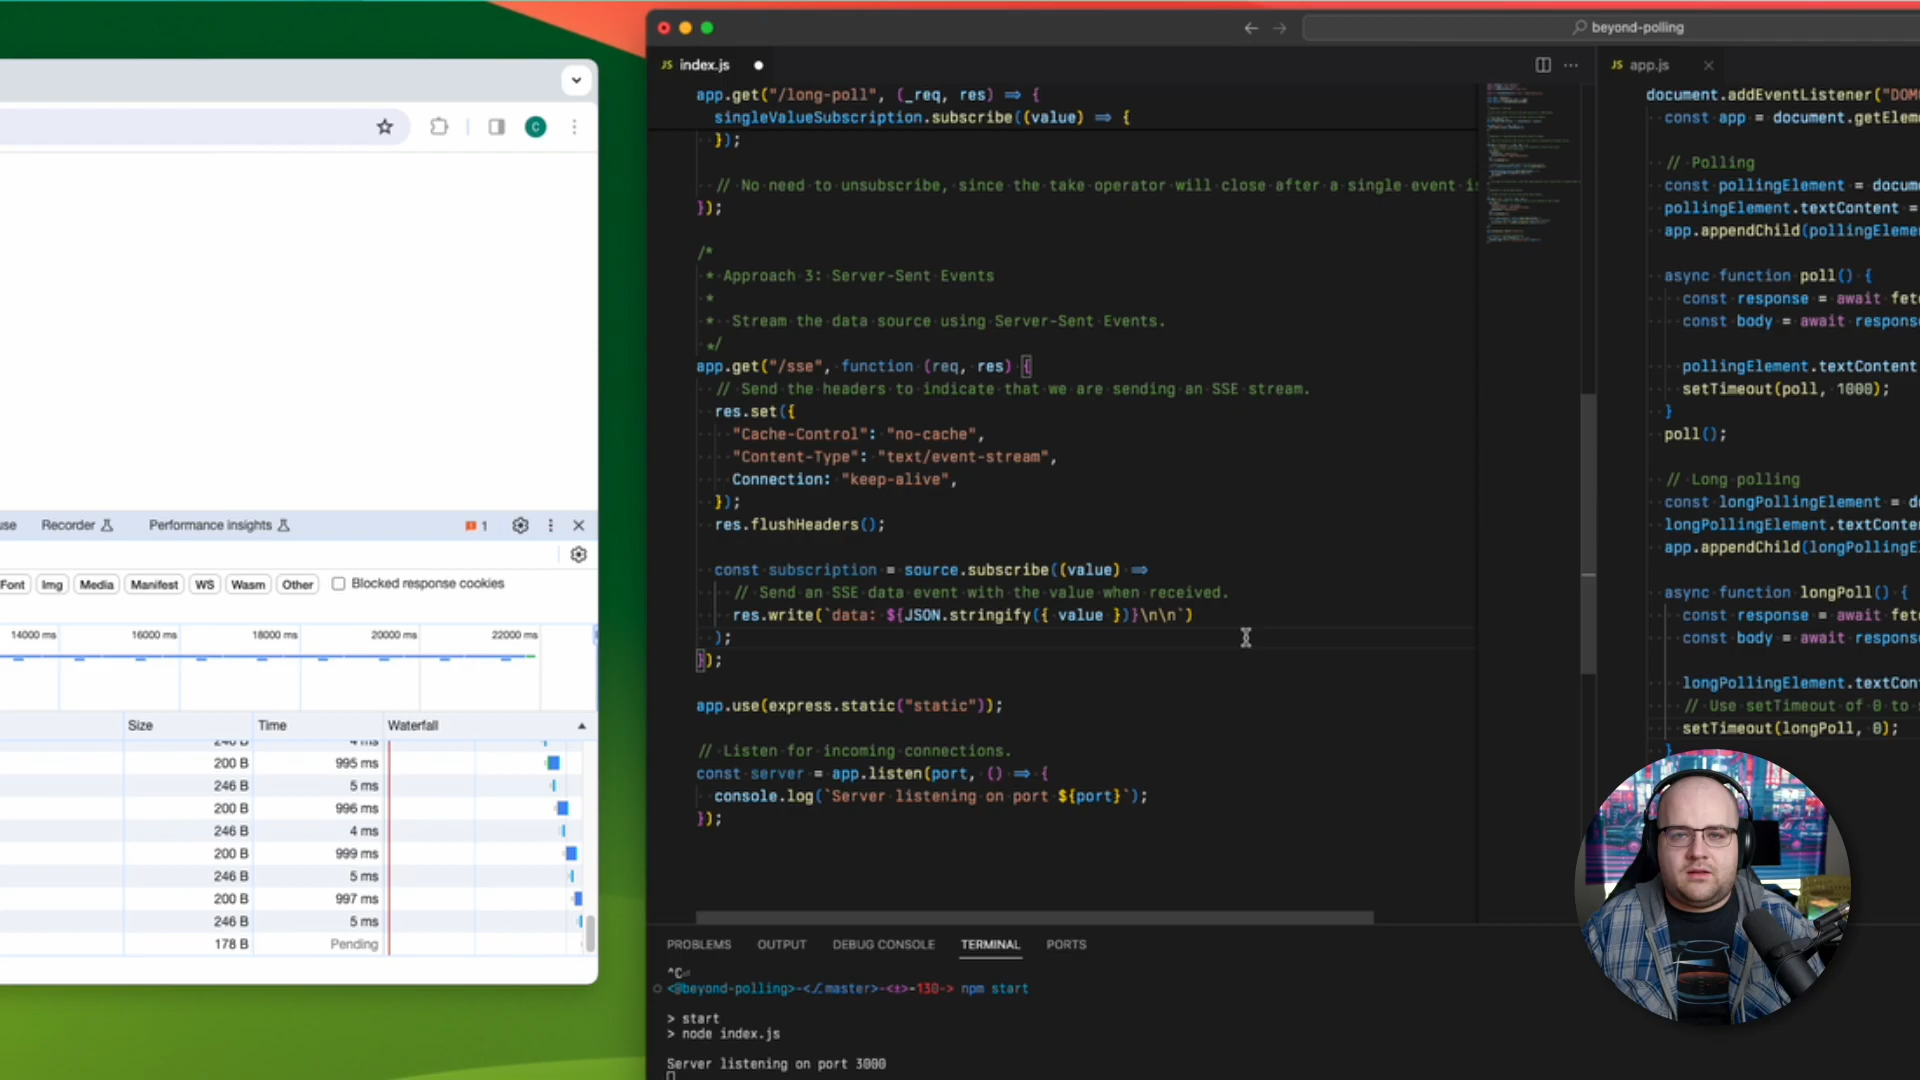 use
Recorder
Performance insights
1
Font
Img
Media
Manifest
WS
Wasm
Other
Blocked response cookies
14000 ms
16000 ms
18000 ms
20000 ms
22000 ms
Size
Time
Waterfall
246 B
4 ms
200 B
995 ms
246 B
5 ms
200 B
996 ms
246 B
4 ms
200 B
999 ms
246 B
5 ms
200 B
997 ms
246 B
5 ms
178 B
Pending
C
beyond-polling
JS index.js
app.get("/long-poll", (_req, res) => {
singleValueSubscription.subscribe((value) => {
});
// No need to unsubscribe, since the take operator will close after a single event is
});
/*
* Approach 3: Server-Sent Events
*
* Stream the data source using Server-Sent Events.
*/
app.get("/sse", function (req, res) {
// Send the headers to indicate that we are sending an SSE stream.
res.set({
"Cache-Control": "no-cache",
"Content-Type": "text/event-stream",
Connection: "keep-alive",
});
res.flushHeaders();
const subscription = source.subscribe((value) =>
// Send an SSE data event with the value when received.
res.write(`data: ${JSON.stringify({ value })}\n\n`)
);
});
app.use(express.static("static"));
// Listen for incoming connections.
const server = app.listen(port, () => {
console.log(`Server listening on port ${port}`);
});
JS app.js
document.addEventListener("DOM
const app = document.getElem
// Polling
const pollingElement = docum
pollingElement.textContent =
app.appendChild(pollingEleme
async function poll() {
const response = await fet
const body = await respons
pollingElement.textContent
setTimeout(poll, 1000);
}
poll();
// Long polling
const longPollingElement = d
longPollingElement.textConte
app.appendChild(longPollingE
async function longPoll() {
const response = await fet
const body = await respons
longPollingElement.textCon
// Use setTimeout of 0 to
setTimeout(longPoll, 0);
}
PROBLEMS
OUTPUT
DEBUG CONSOLE
TERMINAL
PORTS
^C
<@beyond-polling>-<⎇master>-<±>-130-> npm start
> start
> node index.js
Server listening on port 3000